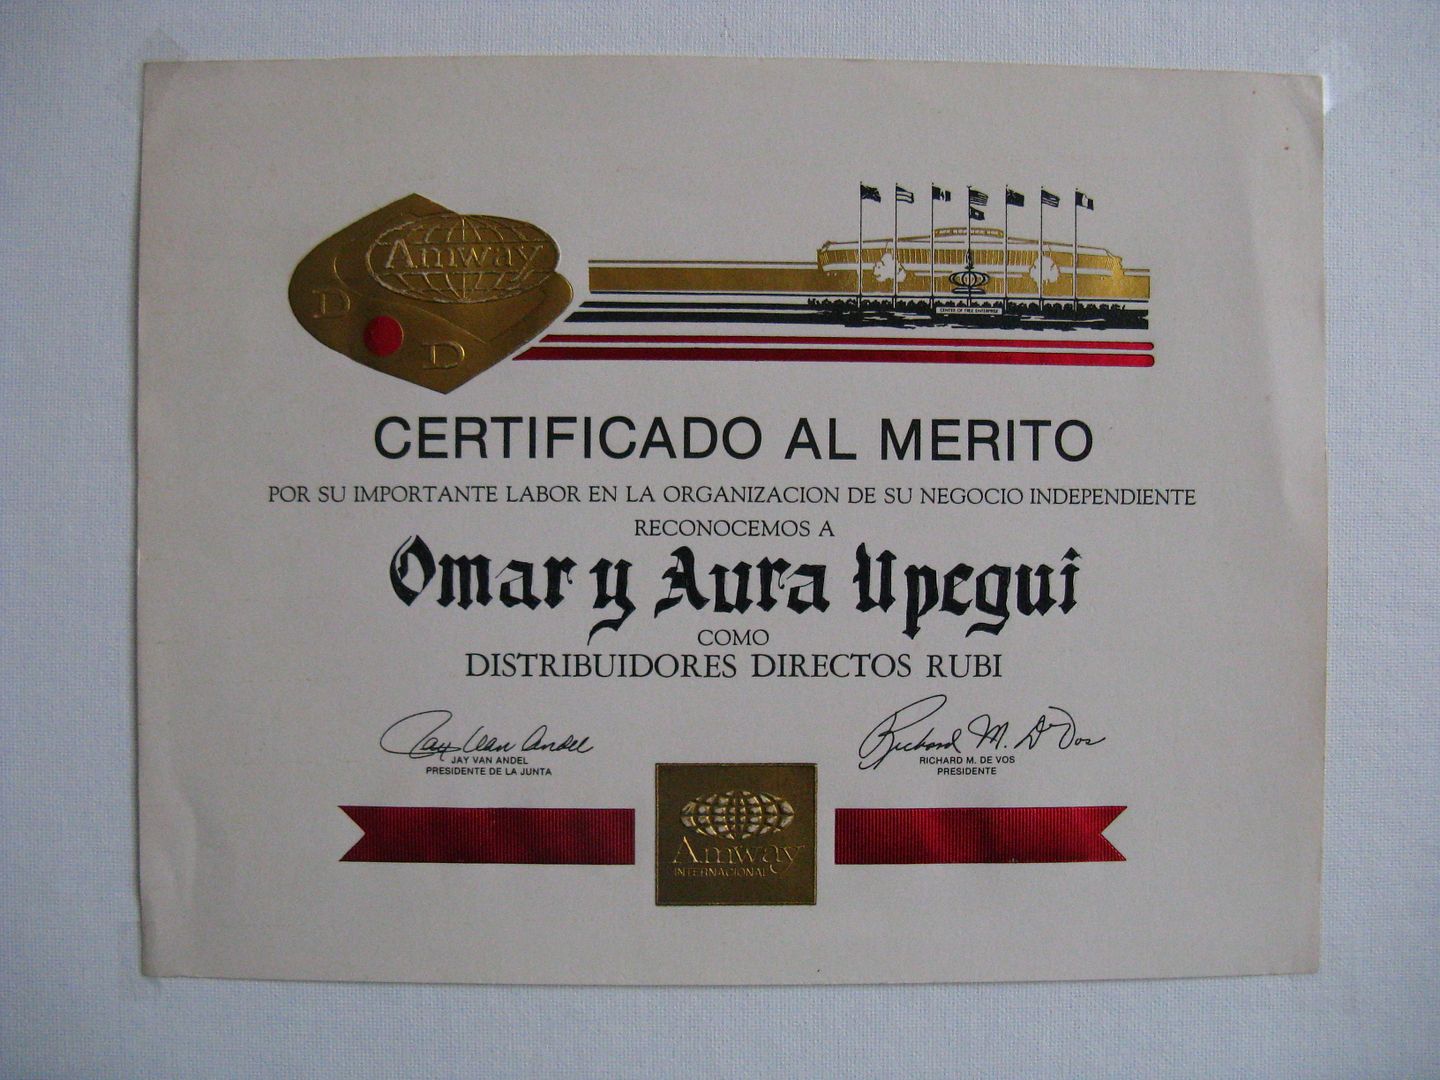 Amway
D
D
CENTER OF FREE ENTERPRISE
CERTIFICADO AL MERITO
POR SU IMPORTANTE LABOR EN LA ORGANIZACION DE SU NEGOCIO INDEPENDIENTE
RECONOCEMOS A
Omar y Aura Upegui
COMO
DISTRIBUIDORES DIRECTOS RUBI
Jay Van Andel
JAY VAN ANDEL
PRESIDENTE DE LA JUNTA
Richard M. De Vos
RICHARD M. DE VOS
PRESIDENTE
Amway
INTERNACIONAL